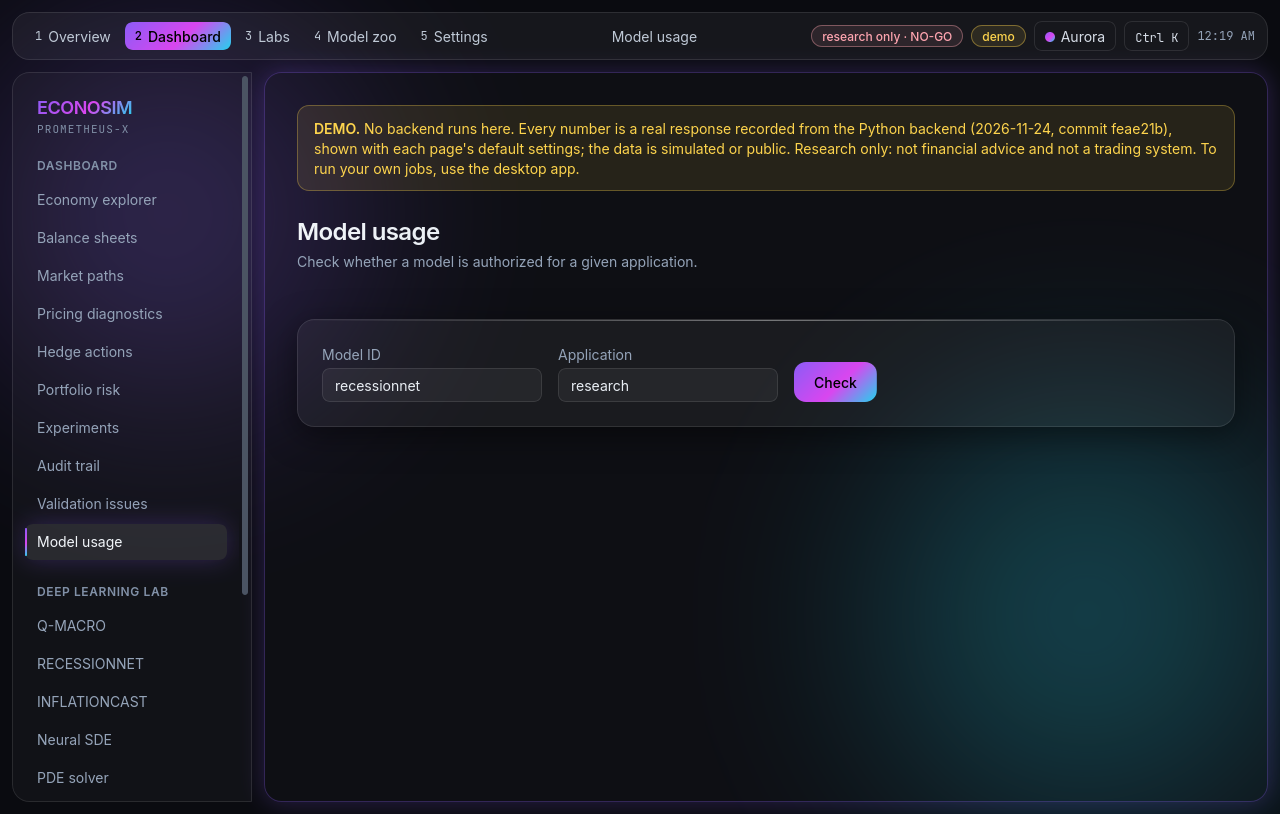 1 Overview 2 Dashboard 3 Labs 4 Model zoo 5 Settings Model usage research only · NO-GO demo Aurora Ctrl K 12:19 AM
ECONOSIM
PROMETHEUS-X
DASHBOARD
Economy explorer
Balance sheets
Market paths
Pricing diagnostics
Hedge actions
Portfolio risk
Experiments
Audit trail
Validation issues
Model usage
DEEP LEARNING LAB
Q-MACRO
RECESSIONNET
INFLATIONCAST
Neural SDE
PDE solver
DEMO. No backend runs here. Every number is a real response recorded from the Python backend (2026-11-24, commit feae21b),
shown with each page's default settings; the data is simulated or public. Research only: not financial advice and not a trading system. To
run your own jobs, use the desktop app.
Model usage
Check whether a model is authorized for a given application.
Model ID Application
recessionnet research Check